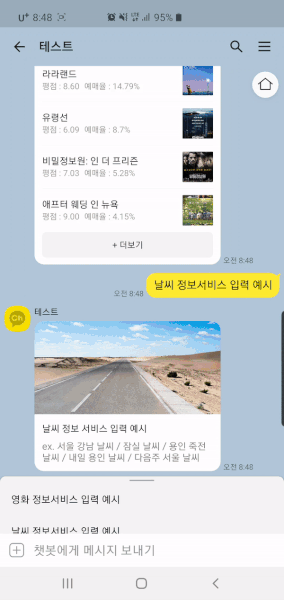 U+ 8:48 95%
테스트
라라랜드
평점 : 8.60 예매율 : 14.79%
유령선
평점 : 6.09 예매율 : 8.7%
비밀정보원: 인 더 프리즌
평점 : 7.03 예매율 : 5.28%
애프터 웨딩 인 뉴욕
평점 : 9.00 예매율 : 4.15%
+ 더보기
오전 8:48
오전 8:48
날씨 정보서비스 입력 예시
테스트
날씨 정보 서비스 입력 예시
ex. 서울 강남 날씨 / 잠실 날씨 / 용인 죽전
날씨 / 내일 용인 날씨 / 다음주 서울 날씨
오전 8:48
영화 정보서비스 입력 예시
날씨 정보서비스 입력 예시
챗봇에게 메시지 보내기